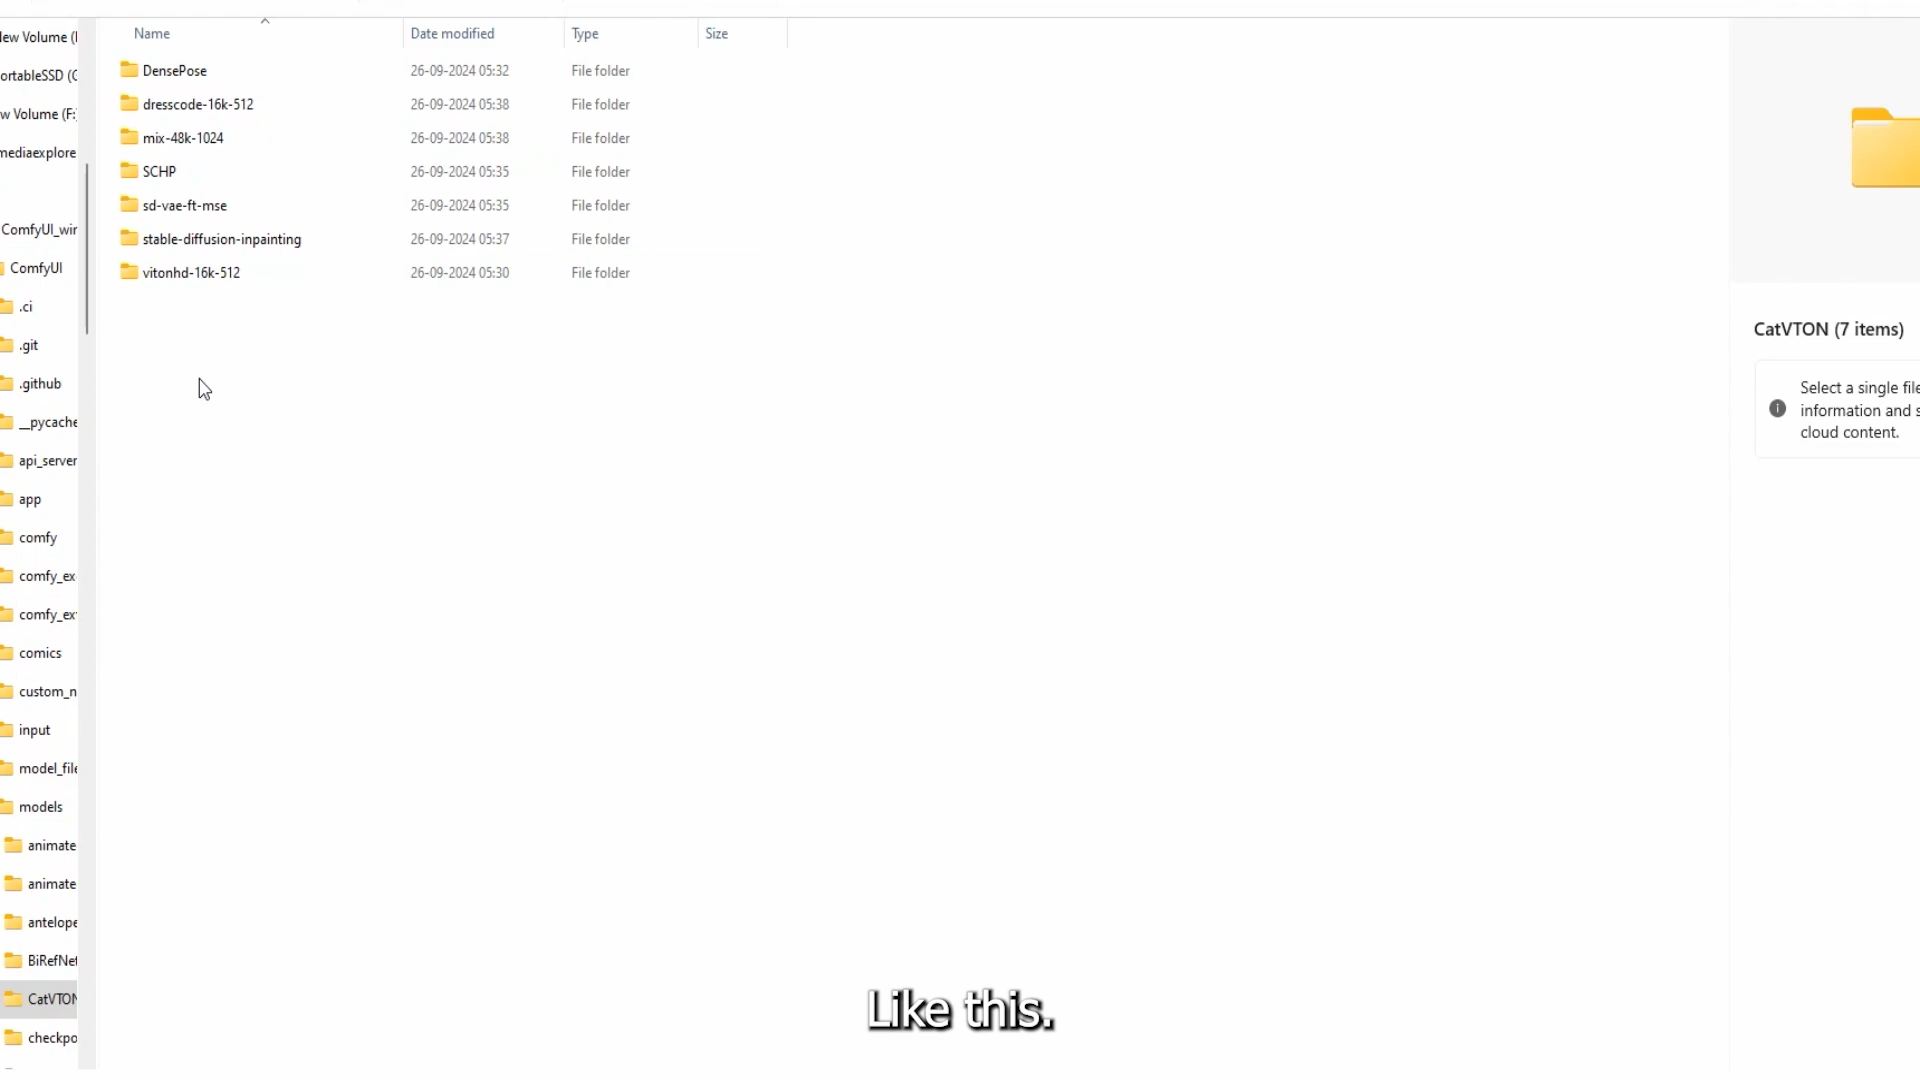 Name Date modified Type Size
DensePose 26-09-2024 05:32 File folder
dresscode-16k-512 26-09-2024 05:38 File folder
mix-48k-1024 26-09-2024 05:38 File folder
SCHP 26-09-2024 05:35 File folder
sd-vae-ft-mse 26-09-2024 05:35 File folder
stable-diffusion-inpainting 26-09-2024 05:37 File folder
vitonhd-16k-512 26-09-2024 05:30 File folder
ew Volume (
ortableSSD (
w Volume (F:
mediaexplore
ComfyUI_wir
ComfyUI
.ci
.git
.github
__pycache
api_server
app
comfy
comfy_ex
comfy_ex
comics
custom_n
input
model_file
models
animate
animate
antelope
BiRefNet
CatVTON
checkpo
CatVTON (7 items)
Select a single file
information and s
cloud content.
Like this.